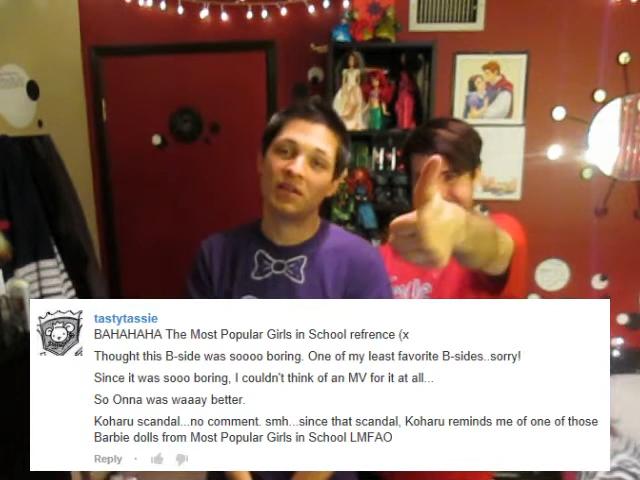 tastytassie
BAHAHAHA The Most Popular Girls in School refrence (x
Thought this B-side was soooo boring. One of my least favorite B-sides..sorry!
Since it was sooo boring, I couldn't think of an MV for it at all...
So Onna was waaay better.
Koharu scandal...no comment. smh...since that scandal, Koharu reminds me of one of those
Barbie dolls from Most Popular Girls in School LMFAO
Reply